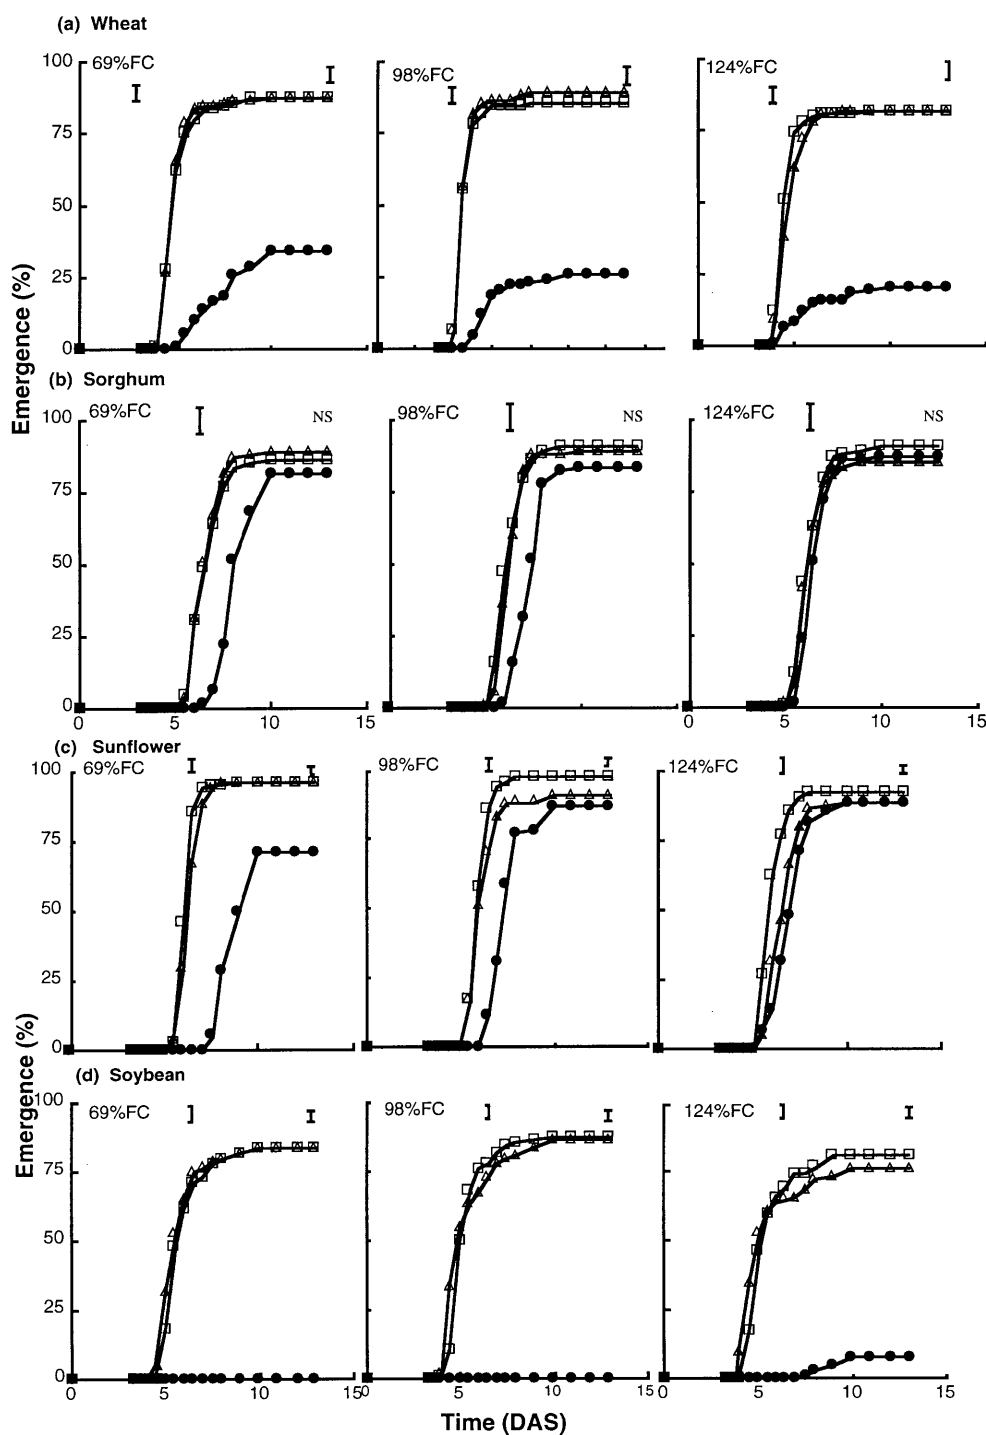 (a) Wheat
100
69%FC
98%FC
124%FC
75
50
25
0
Emergence (%)
(b) Sorghum
100
69%FC
NS
98%FC
NS
124%FC
NS
75
50
25
0
0 5 10 15 0 5 10 15
(c) Sunflower
100
69%FC
98%FC
124%FC
75
50
25
0
Emergence (%)
(d) Soybean
100
69%FC
98%FC
124%FC
75
50
25
0
0 5 10 15 0 5 10 15 0 5 10 15
Time (DAS)